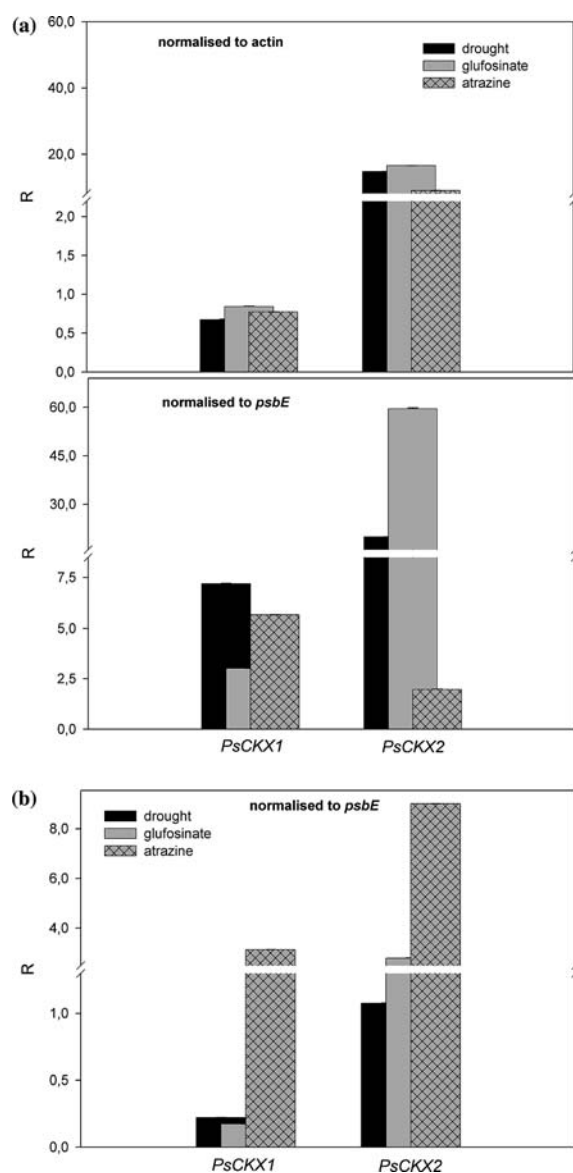 (a)
normalised to actin
drought
glufosinate
atrazine
60,0
40,0
20,0
R
2,0
1,5
1,0
0,5
0,0
normalised to psbE
60,0
45,0
30,0
R
7,5
5,0
2,5
0,0
PsCKX1 PsCKX2
(b)
normalised to psbE
drought
glufosinate
atrazine
8,0
4,0
R
1,0
0,5
0,0
PsCKX1 PsCKX2